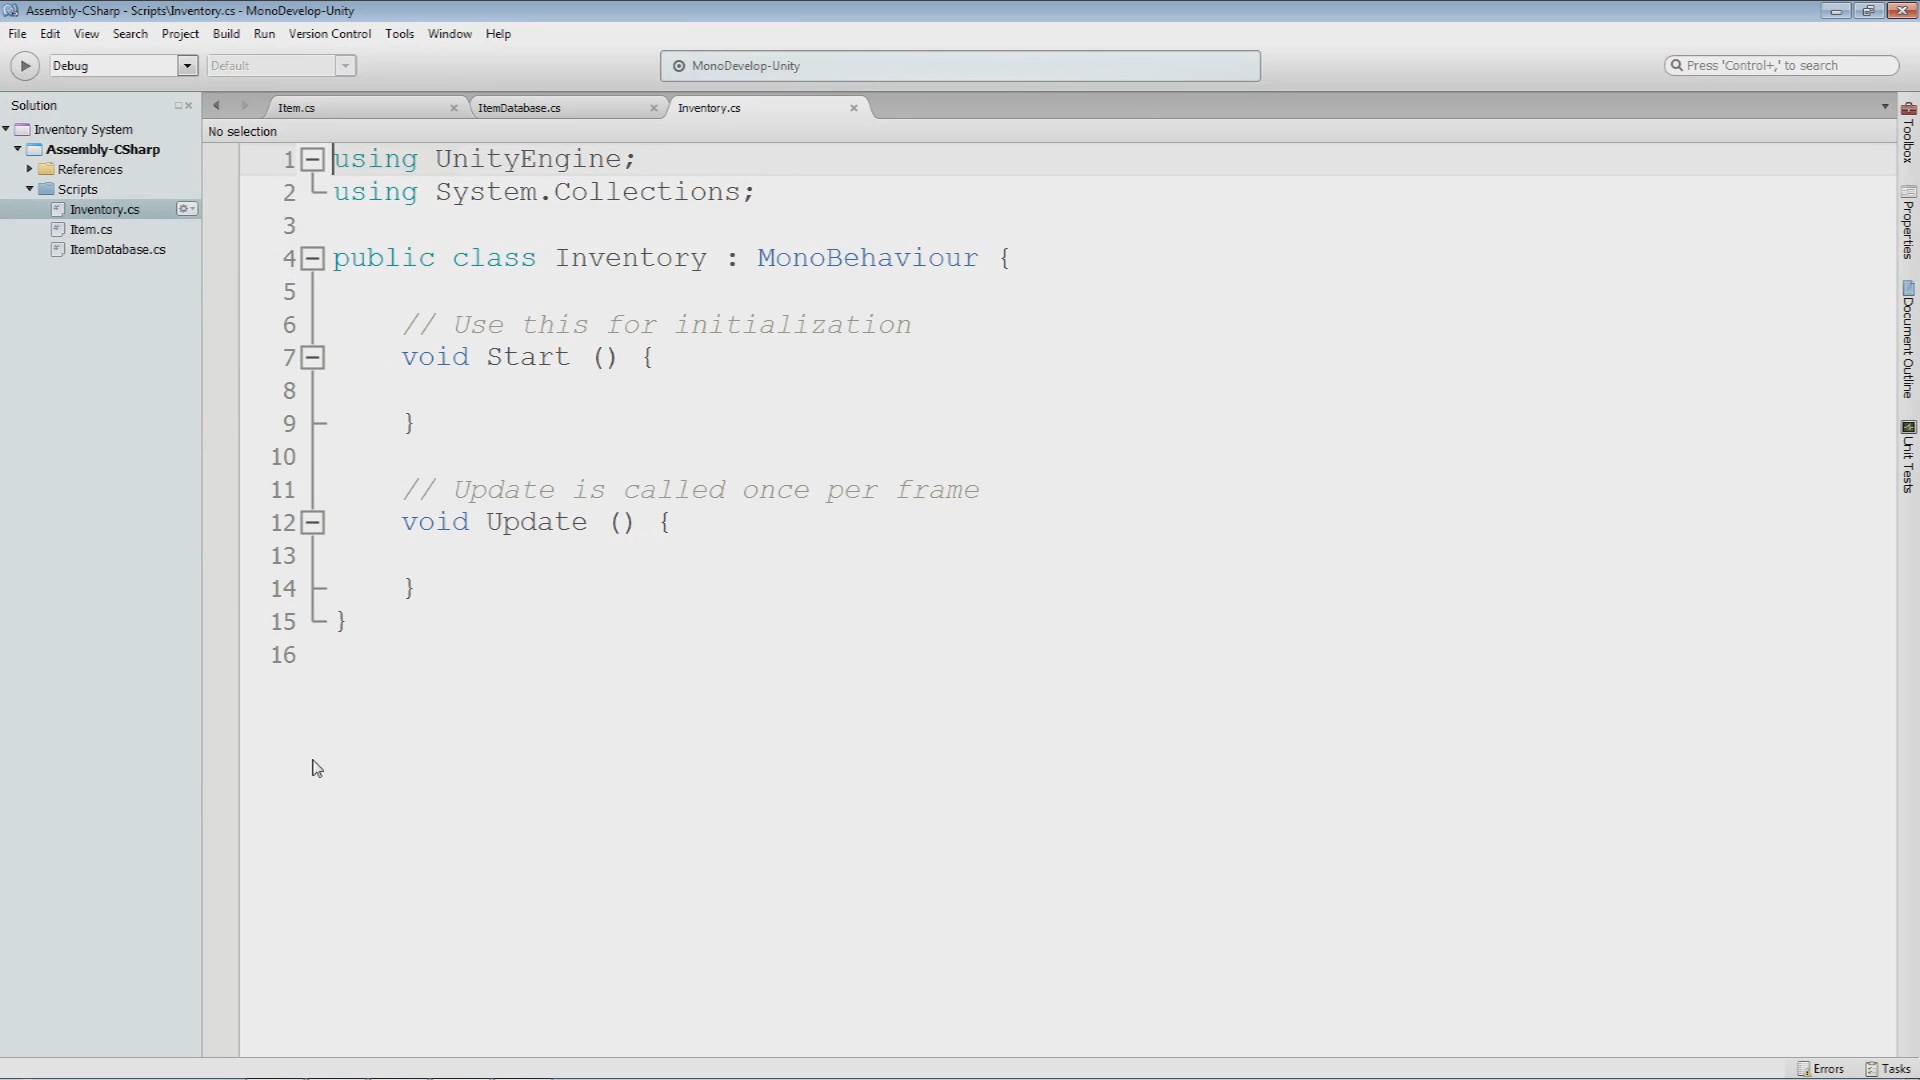 Assembly-CSharp - Scripts\Inventory.cs - MonoDevelop-Unity
File Edit View Search Project Build Run Version Control Tools Window Help
Debug Default MonoDevelop-Unity Press 'Control+,' to search
Solution Item.cs ItemDatabase.cs Inventory.cs
No selection
Inventory System
Assembly-CSharp
References
Scripts
Inventory.cs
Item.cs
ItemDatabase.cs
1 using UnityEngine;
2 using System.Collections;
3
4 public class Inventory : MonoBehaviour {
5
6 // Use this for initialization
7 void Start () {
8
9 }
10
11 // Update is called once per frame
12 void Update () {
13
14 }
15 }
16
Toolbox
Properties
Document Outline
Unit Tests
Errors Tasks